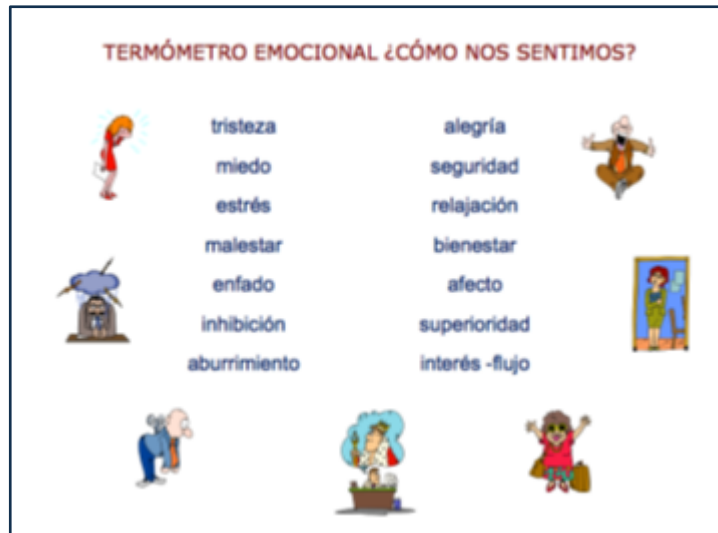 TERMÓMETRO EMOCIONAL ¿CÓMO NOS SENTIMOS?
tristeza alegría
miedo seguridad
estrés relajación
malestar bienestar
enfado afecto
inhibición superioridad
aburrimiento interés -flujo